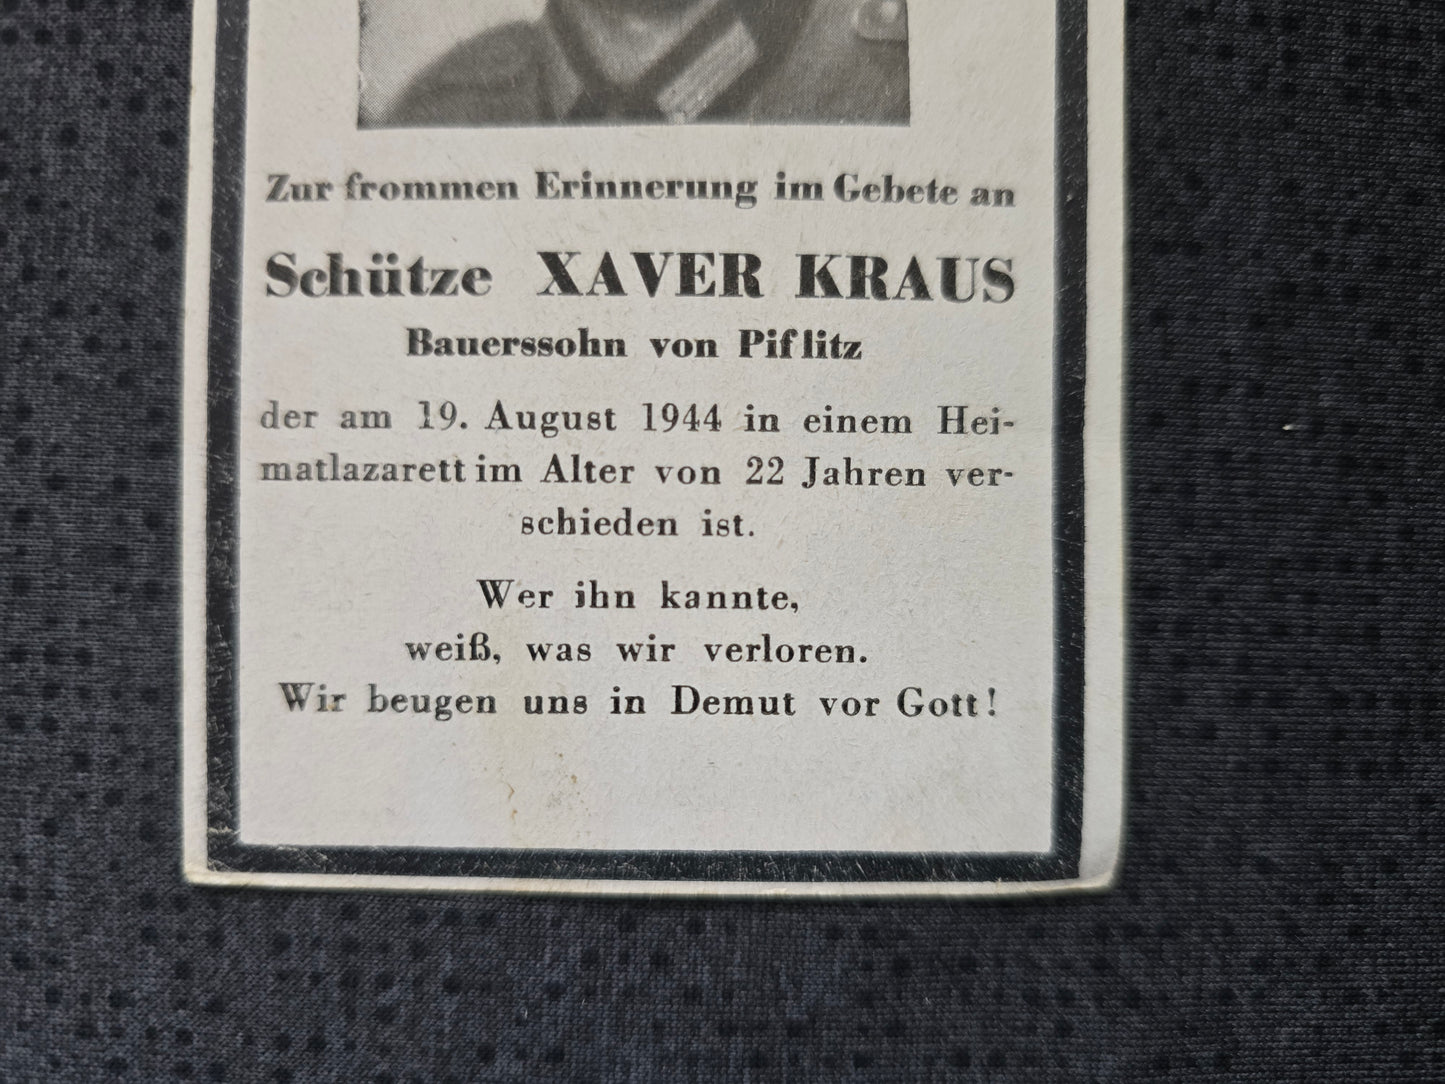 Zur frommen Erinnerung im Gebete an
Schütze XAVER KRAUS
Bauerssohn von Piflitz
der am 19. August 1944 in einem Hei-
matlazarett im Alter von 22 Jahren ver-
schieden ist.
Wer ihn kannte,
weiß, was wir verloren.
Wir beugen uns in Demut vor Gott!